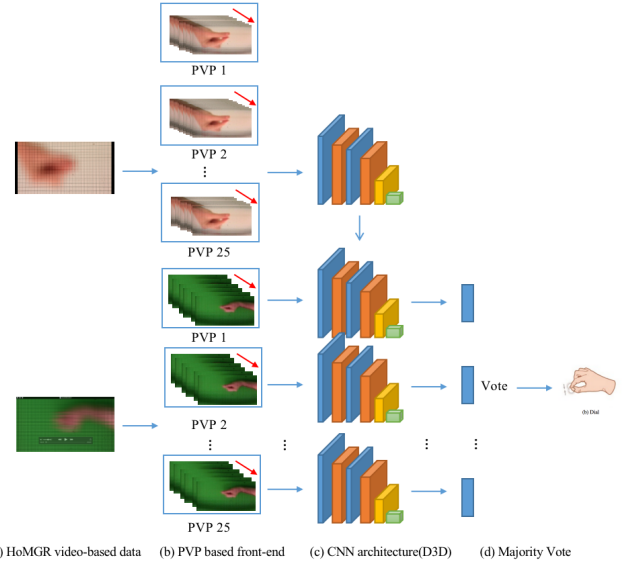 PVP 1
PVP 2
...
PVP 25
PVP 1
PVP 2
Vote
(b) Dial
... ... ... ... ...
PVP 25
) HoMGR video-based data (b) PVP based front-end (c) CNN architecture(D3D) (d) Majority Vote